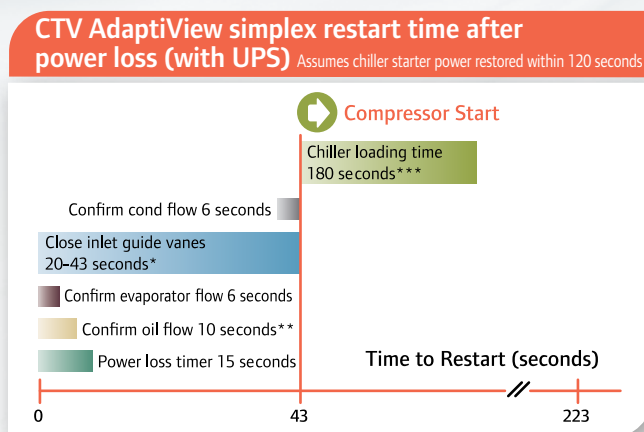 CTV AdaptiView simplex restart time after
power loss (with UPS) Assumes chiller starter power restored within 120 seconds
Compressor Start
Chiller loading time
180 seconds***
Confirm cond flow 6 seconds
Close inlet guide vanes
20–43 seconds*
Confirm evaporator flow 6 seconds
Confirm oil flow 10 seconds**
Power loss timer 15 seconds
Time to Restart (seconds)
0 43 223